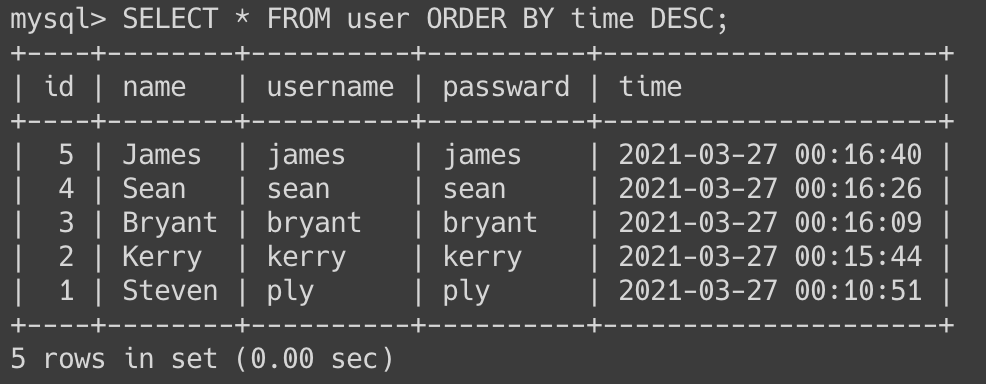 mysql> SELECT * FROM user ORDER BY time DESC;
+----+--------+----------+----------+---------------------+
| id | name   | username | passward | time                |
+----+--------+----------+----------+---------------------+
|  5 | James  | james    | james    | 2021-03-27 00:16:40 |
|  4 | Sean   | sean     | sean     | 2021-03-27 00:16:26 |
|  3 | Bryant | bryant   | bryant   | 2021-03-27 00:16:09 |
|  2 | Kerry  | kerry    | kerry    | 2021-03-27 00:15:44 |
|  1 | Steven | ply      | ply      | 2021-03-27 00:10:51 |
+----+--------+----------+----------+---------------------+
5 rows in set (0.00 sec)